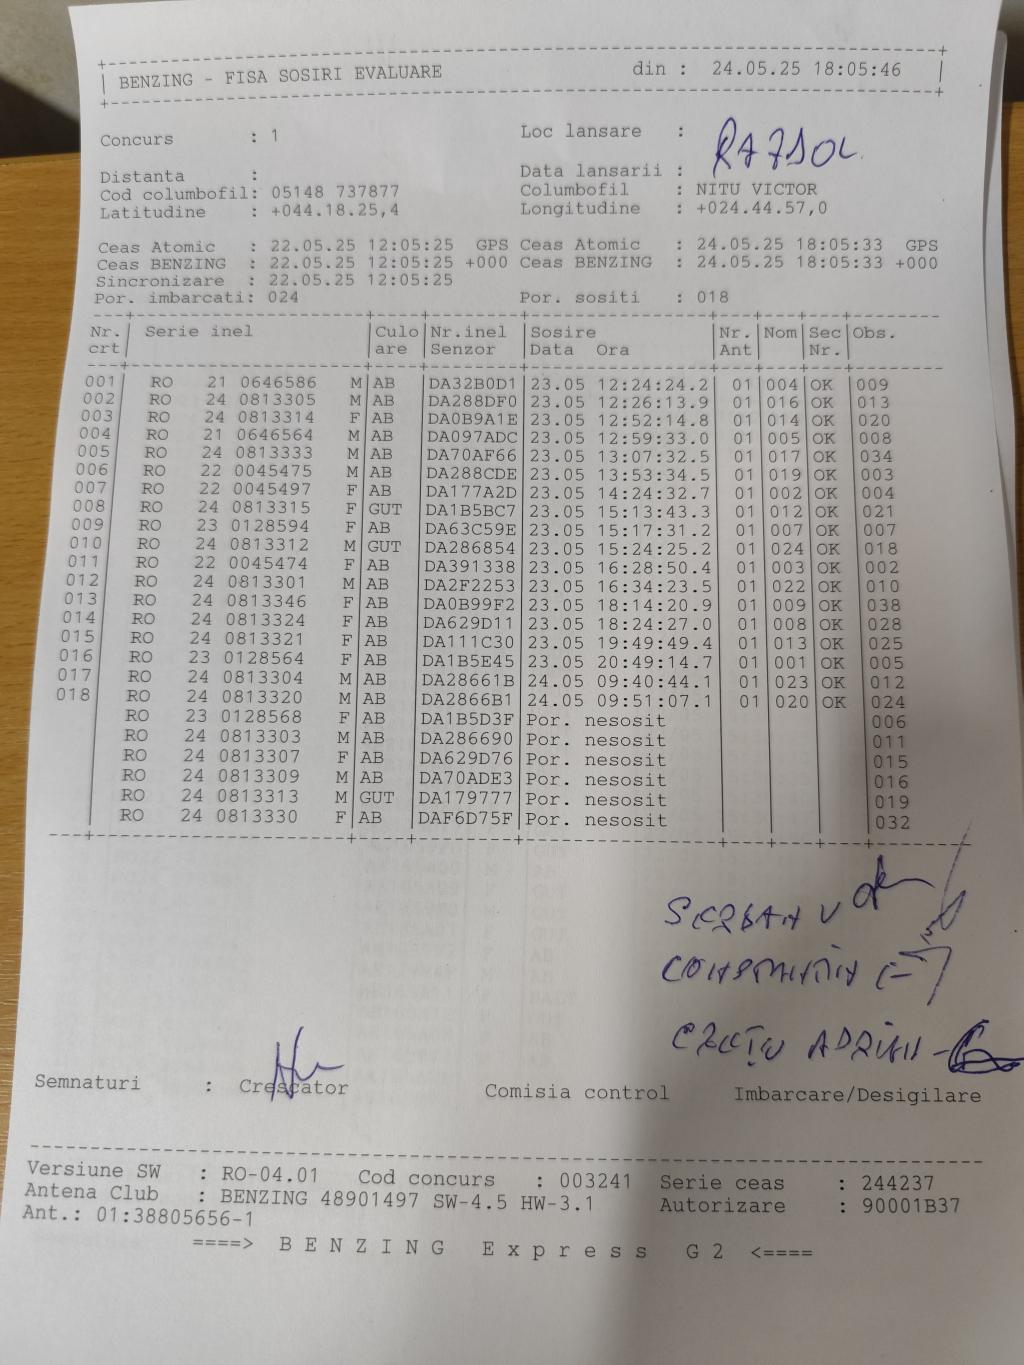 BENZING - FISA SOSIRI EVALUARE din : 24.05.25 18:05:46
Concurs : 1 Loc lansare :
Distanta : Data lansarii :
Cod columbofil: 05148 737877 Columbofil : NITU VICTOR
Latitudine : +044.18.25,4 Longitudine : +024.44.57,0
Ceas Atomic : 22.05.25 12:05:25 GPS Ceas Atomic : 24.05.25 18:05:33 GPS
Ceas BENZING : 22.05.25 12:05:25 +000 Ceas BENZING : 24.05.25 18:05:33 +000
Sincronizare : 22.05.25 12:05:25
Por. imbarcati: 024 Por. sositi : 018
Nr. Serie inel Culo Nr.inel Sosire Nr. Nom Sec Obs.
crt are Senzor Data Ora Ant Nr.
001 RO 21 0646586 M AB DA32B0D1 23.05 12:24:24.2 01 004 OK 009
002 RO 24 0813305 M AB DA288DF0 23.05 12:26:13.9 01 016 OK 013
003 RO 24 0813314 F AB DA0B9A1E 23.05 12:52:14.8 01 014 OK 020
004 RO 21 0646564 M AB DA097ADC 23.05 12:59:33.0 01 005 OK 008
005 RO 24 0813333 M AB DA70AF66 23.05 13:07:32.5 01 017 OK 034
006 RO 22 0045475 M AB DA288CDE 23.05 13:53:34.5 01 019 OK 003
007 RO 22 0045497 F AB DA177A2D 23.05 14:24:32.7 01 002 OK 004
008 RO 24 0813315 F GUT DA1B5BC7 23.05 15:13:43.3 01 012 OK 021
009 RO 23 0128594 F AB DA63C59E 23.05 15:17:31.2 01 007 OK 007
010 RO 24 0813312 M GUT DA286854 23.05 15:24:25.2 01 024 OK 018
011 RO 22 0045474 F AB DA391338 23.05 16:28:50.4 01 003 OK 002
012 RO 24 0813301 M AB DA2F2253 23.05 16:34:23.5 01 022 OK 010
013 RO 24 0813346 F AB DA0B99F2 23.05 18:14:20.9 01 009 OK 038
014 RO 24 0813324 F AB DA629D11 23.05 18:24:27.0 01 008 OK 028
015 RO 24 0813321 F AB DA111C30 23.05 19:49:49.4 01 013 OK 025
016 RO 23 0128564 F AB DA1B5E45 23.05 20:49:14.7 01 001 OK 005
017 RO 24 0813304 M AB DA28661B 24.05 09:40:44.1 01 023 OK 012
018 RO 24 0813320 M AB DA2866B1 24.05 09:51:07.1 01 020 OK 024
RO 23 0128568 F AB DA1B5D3F Por. nesosit 006
RO 24 0813303 M AB DA286690 Por. nesosit 011
RO 24 0813307 F AB DA629D76 Por. nesosit 015
RO 24 0813309 M AB DA70ADE3 Por. nesosit 016
RO 24 0813313 M GUT DA179777 Por. nesosit 019
RO 24 0813330 F AB DAF6D75F Por. nesosit 032
SERBAN V
CONSTANTIN
CREȚU ADRIAN
Semnaturi : Crescator Comisia control Imbarcare/Desigilare
Versiune SW : RO-04.01 Cod concurs : 003241 Serie ceas : 244237
Antena Club : BENZING 48901497 SW-4.5 HW-3.1 Autorizare : 90001B37
Ant.: 01:38805656-1
====> BENZING Express G2 <====